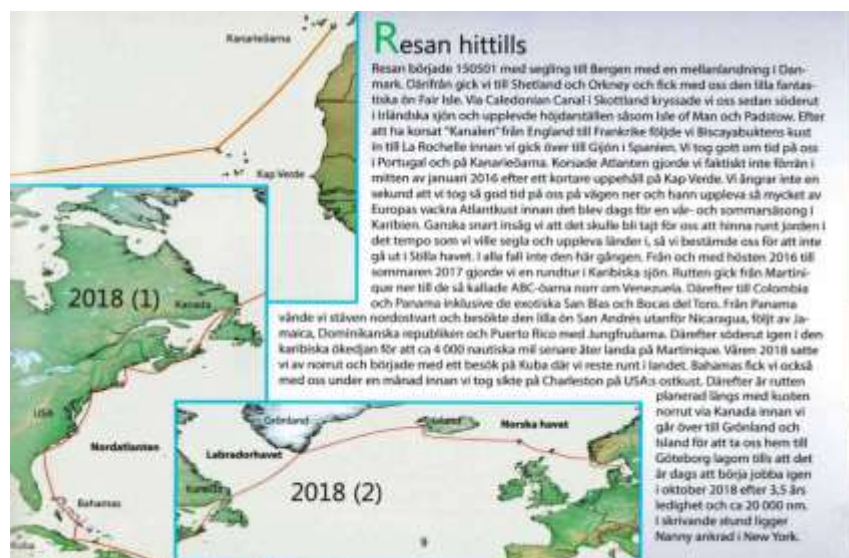 Kanarieöarna
Kap Verde
Resan hittills
Resan började 150501 med segling till Bergen med en mellanlandning i Dan-
mark. Därifrån gick vi till Shetland och Orkney och fick med oss den lilla fantas-
tiska ön Fair Isle. Via Caledonian Canal i Skottland kryssade vi oss sedan söderut
i Irländska sjön och upplevde höjdarställen såsom Isle of Man och Padstow. Efter
att ha korsat "Kanalen" från England till Frankrike följde vi Biscayabuktens kust
in till La Rochelle innan vi gick över till Gijón i Spanien. Vi tog gott om tid på oss
i Portugal och på Kanarieöarna. Korsade Atlanten gjorde vi faktiskt inte förrän i
mitten av januari 2016 efter ett kortare uppehåll på Kap Verde. Vi ångrar inte en
sekund att vi tog så god tid på oss på vägen ner och hann uppleva så mycket av
Europas vackra Atlantkust innan det blev dags för en vår- och sommarsäsong i
Karibien. Ganska snart insåg vi att det skulle bli tajt för oss att hinna runt jorden i
det tempo som vi ville segla och uppleva länder i, så vi bestämde oss för att inte
gå ut i Stilla havet. I alla fall inte den här gången. Från och med hösten 2016 till
sommaren 2017 gjorde vi en rundtur i Karibiska sjön. Rutten gick från Martini-
que ner till de så kallade ABC-öarna norr om Venezuela. Därefter till Colombia
och Panama inklusive de exotiska San Blas och Bocas del Toro. Från Panama
vände vi stäven nordostvart och besökte den lilla ön San Andrés utanför Nicaragua, följt av Ja-
maica, Dominikanska republiken och Puerto Rico med Jungfruöarna. Därefter söderut igen i den
karibiska ökedjan för att ca 4 000 nautiska mil senare åter landa på Martinique. Våren 2018 satte
vi av norrut och började med ett besök på Kuba där vi reste runt i landet. Bahamas fick vi också
med oss under en månad innan vi tog sikte på Charleston på USA:s ostkust. Därefter är rutten
planerad längs med kusten
norrut via Kanada innan vi
går över till Grönland och
Island för att ta oss hem till
Göteborg lagom tills att det
är dags att börja jobba igen
i oktober 2018 efter 3,5 års
ledighet och ca 20 000 nm.
I skrivande stund ligger
Nanny ankrad i New York.
2018 (1)
Kanada
USA
Nordatlanten
Bahamas
Kuba
Grönland
Island
Norska havet
Labradorhavet
Kanada
2018 (2)
9